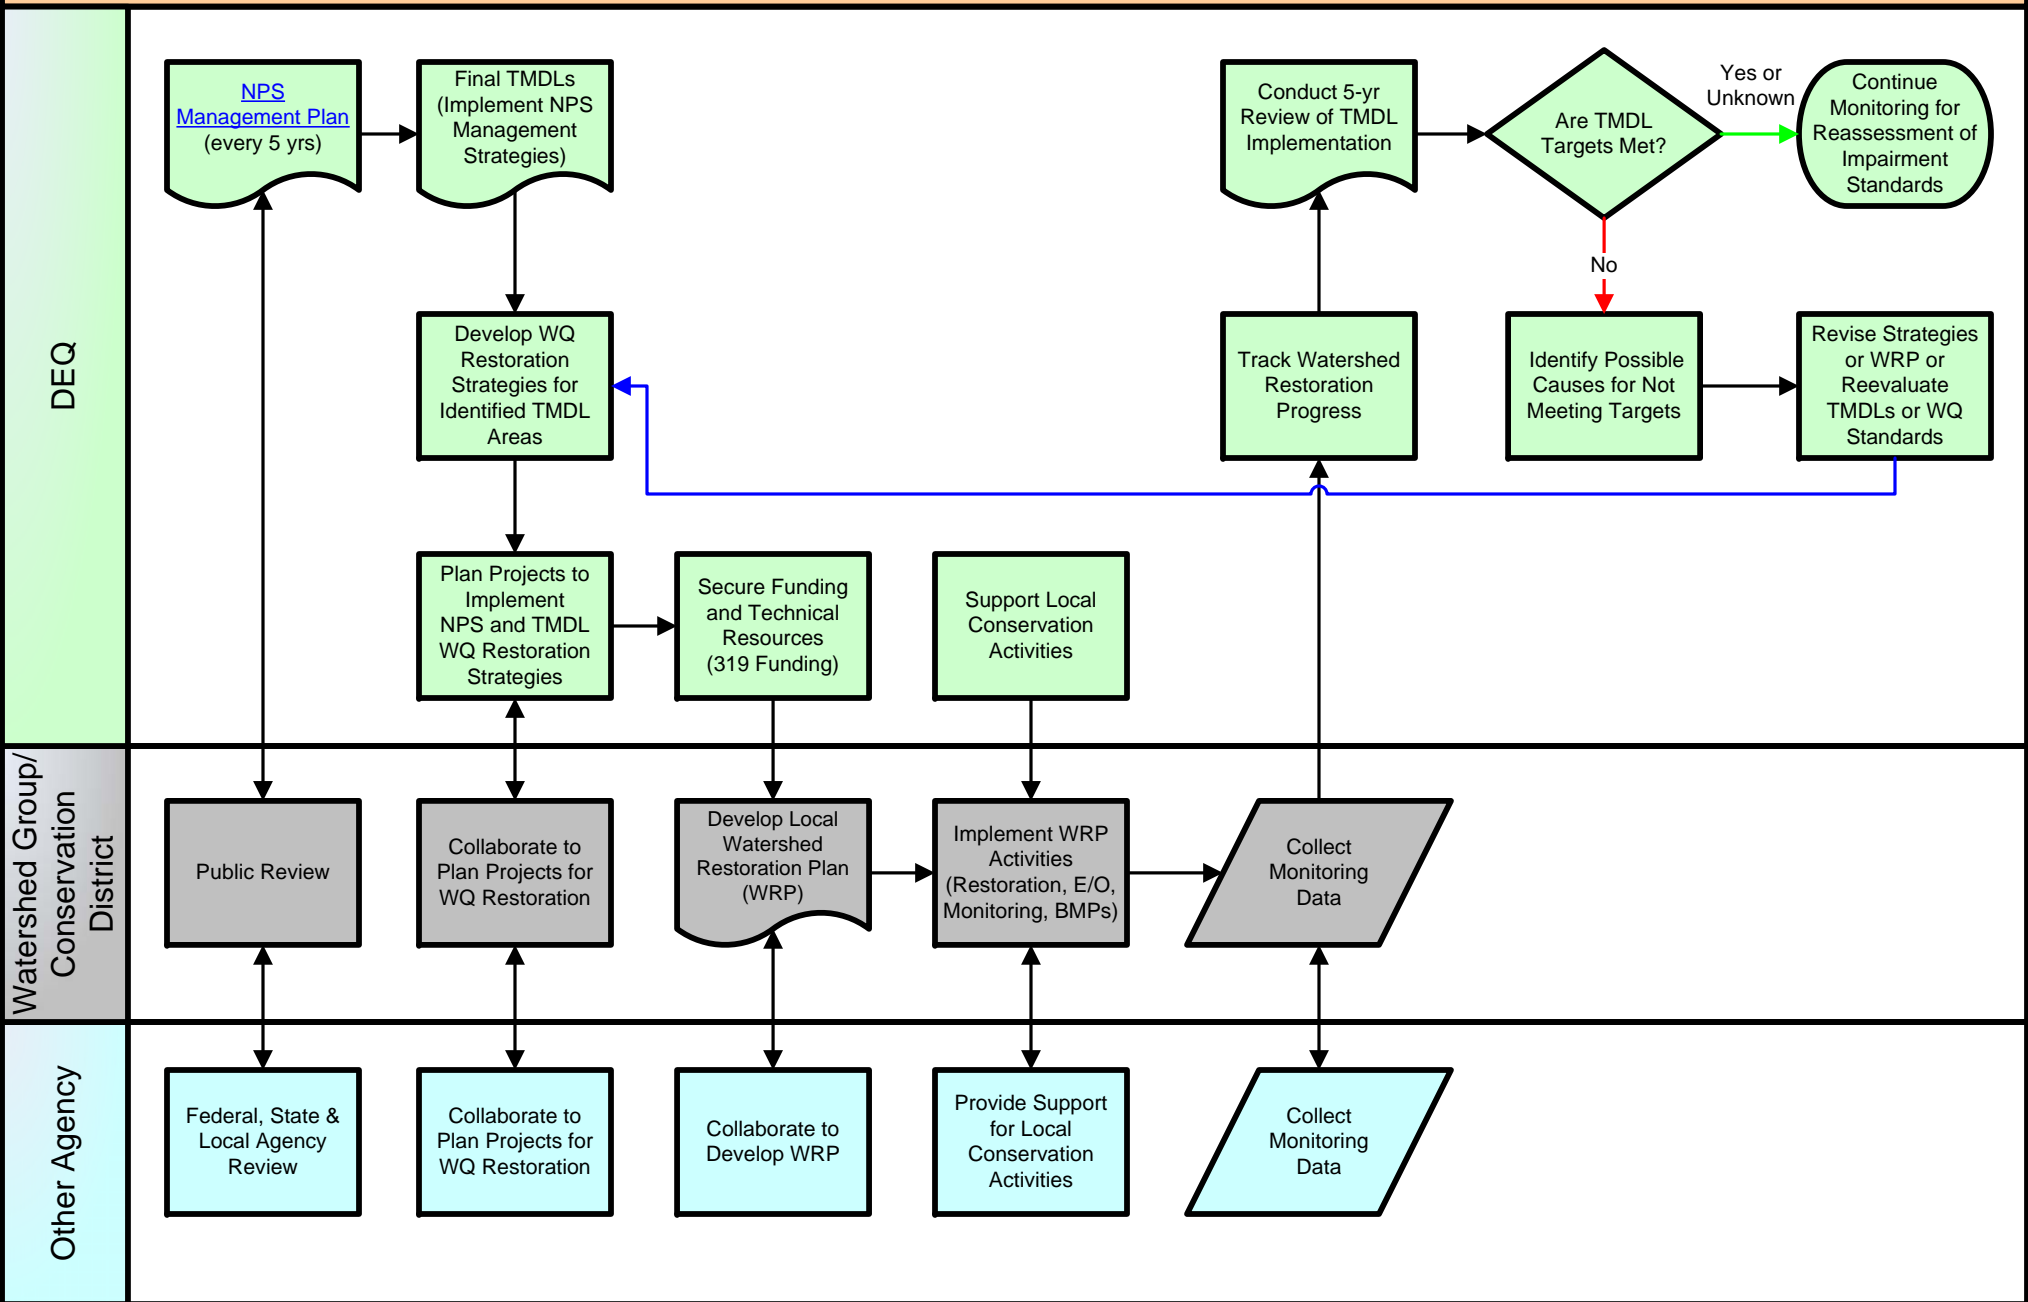 DEQ
NPS
Management Plan
(every 5 yrs)
Final TMDLs
(Implement NPS
Management
Strategies)
Conduct 5-yr
Review of TMDL
Implementation
Are TMDL
Targets Met?
Yes or
Unknown
Continue
Monitoring for
Reassessment of
Impairment
Standards
No
Develop WQ
Restoration
Strategies for
Identified TMDL
Areas
Track Watershed
Restoration
Progress
Identify Possible
Causes for Not
Meeting Targets
Revise Strategies
or WRP or
Reevaluate
TMDLs or WQ
Standards
Plan Projects to
Implement
NPS and TMDL
WQ Restoration
Strategies
Secure Funding
and Technical
Resources
(319 Funding)
Support Local
Conservation
Activities
Watershed Group/
Conservation
District
Public Review
Collaborate to
Plan Projects for
WQ Restoration
Develop Local
Watershed
Restoration Plan
(WRP)
Implement WRP
Activities
(Restoration, E/O,
Monitoring, BMPs)
Collect
Monitoring
Data
Other Agency
Federal, State &
Local Agency
Review
Collaborate to
Plan Projects for
WQ Restoration
Collaborate to
Develop WRP
Provide Support
for Local
Conservation
Activities
Collect
Monitoring
Data